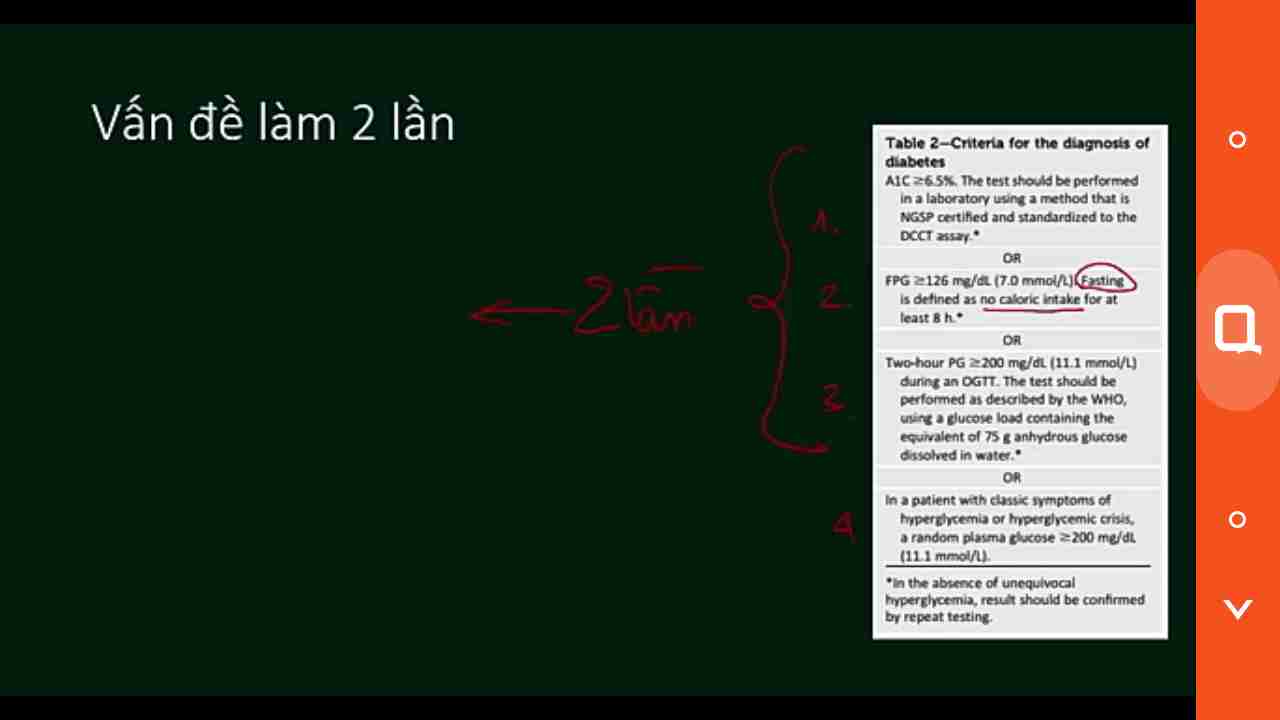 Vấn đề làm 2 lần
2 lần
1.
2
3
4
Table 2—Criteria for the diagnosis of
diabetes
A1C ≥6.5%. The test should be performed
in a laboratory using a method that is
NGSP certified and standardized to the
DCCT assay.*
OR
FPG ≥126 mg/dL (7.0 mmol/L). Fasting
is defined as no caloric intake for at
least 8 h.*
OR
Two-hour PG ≥200 mg/dL (11.1 mmol/L)
during an OGTT. The test should be
performed as described by the WHO,
using a glucose load containing the
equivalent of 75 g anhydrous glucose
dissolved in water.*
OR
In a patient with classic symptoms of
hyperglycemia or hyperglycemic crisis,
a random plasma glucose ≥200 mg/dL
(11.1 mmol/L).
*In the absence of unequivocal
hyperglycemia, result should be confirmed
by repeat testing.